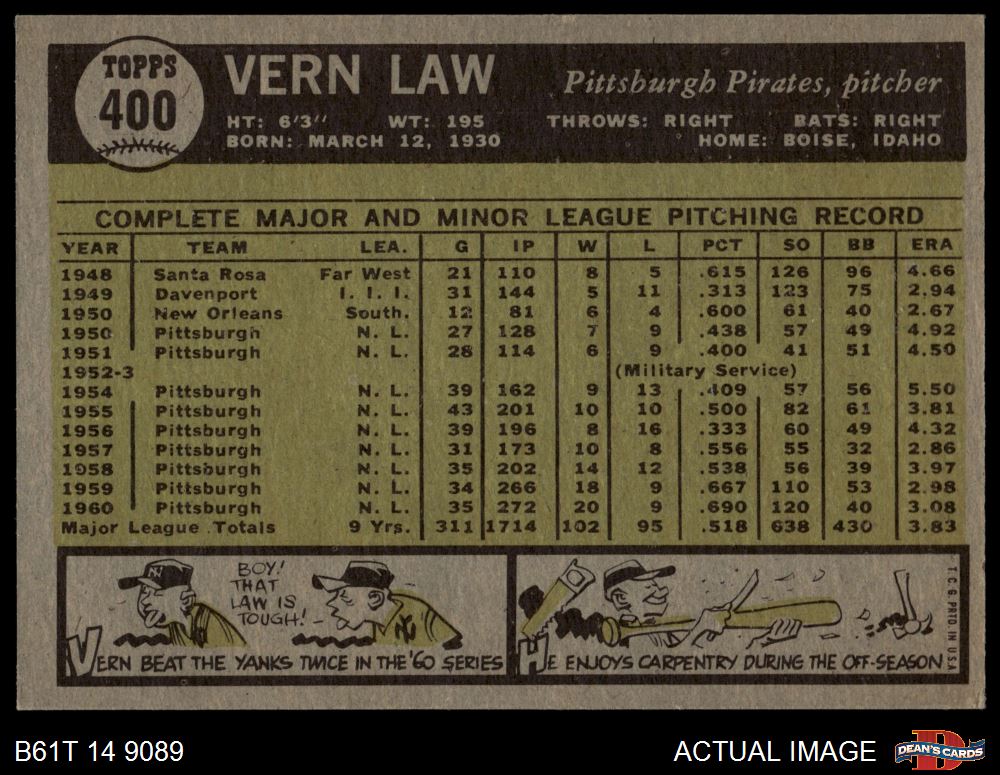 TOPPS
400
VERN LAW
Pittsburgh Pirates, pitcher
HT: 6'3" WT: 195 THROWS: RIGHT BATS: RIGHT
BORN: MARCH 12, 1930 HOME: BOISE, IDAHO
COMPLETE MAJOR AND MINOR LEAGUE PITCHING RECORD
YEAR TEAM LEA. G IP W L PCT SO BB ERA
1948 Santa Rosa Far West 21 110 8 5 .615 126 96 4.66
1949 Davenport I. I. I. 31 144 5 11 .313 123 75 2.94
1950 New Orleans South. 12 81 6 4 .600 61 40 2.67
1950 Pittsburgh N. L. 27 128 7 9 .438 57 49 4.92
1951 Pittsburgh N. L. 28 114 6 9 .400 41 51 4.50
1952-3 (Military Service)
1954 Pittsburgh N. L. 39 162 9 13 .409 57 56 5.50
1955 Pittsburgh N. L. 43 201 10 10 .500 82 61 3.81
1956 Pittsburgh N. L. 39 196 8 16 .333 60 49 4.32
1957 Pittsburgh N. L. 31 173 10 8 .556 55 32 2.86
1958 Pittsburgh N. L. 35 202 14 12 .538 56 39 3.97
1959 Pittsburgh N. L. 34 266 18 9 .667 110 53 2.98
1960 Pittsburgh N. L. 35 272 20 9 .690 120 40 3.08
Major League Totals 9 Yrs. 311 1714 102 95 .518 638 430 3.83
BOY!
THAT
LAW IS
TOUGH!
VERN BEAT THE YANKS TWICE IN THE '60 SERIES
HE ENJOYS CARPENTRY DURING THE OFF-SEASON
T. C. G. PRTD. IN U.S.A.
B61T 14 9089
ACTUAL IMAGE
DEAN'S CARDS